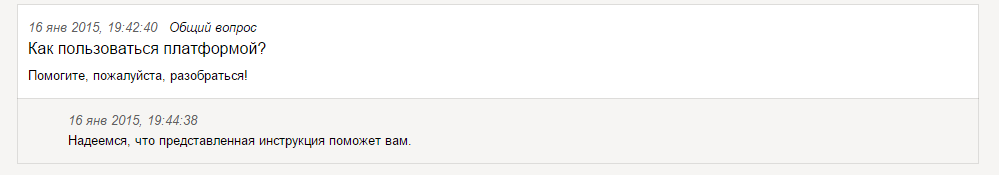 16 янв 2015, 19:42:40 Общий вопрос
Как пользоваться платформой?
Помогите, пожалуйста, разобраться!
16 янв 2015, 19:44:38
Надеемся, что представленная инструкция поможет вам.